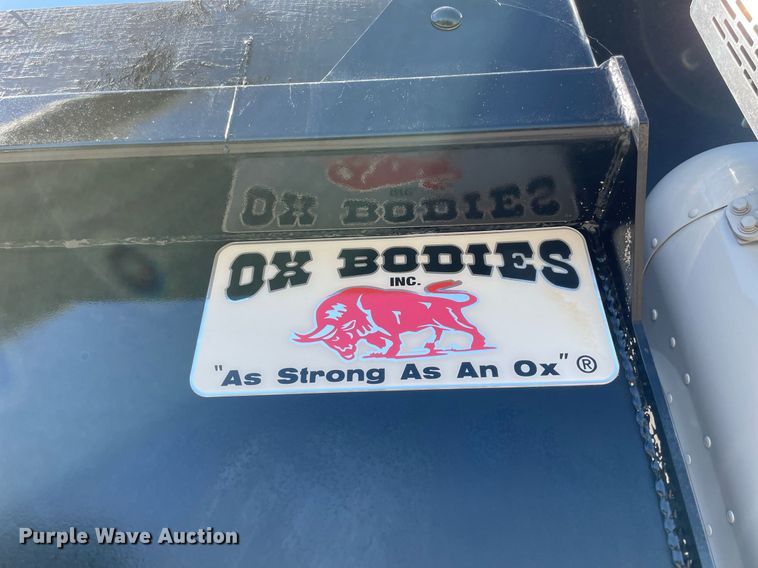 OX BODIES
INC.
"As Strong As An Ox" ®
Purple Wave Auction